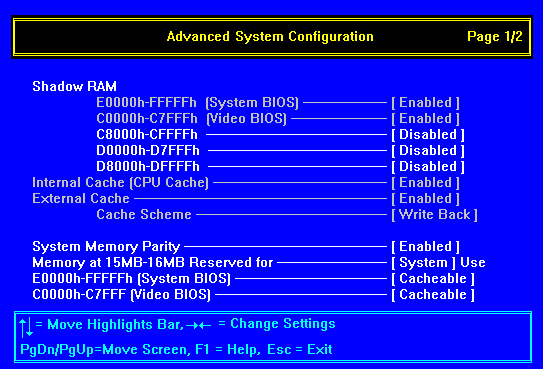 Advanced System Configuration Page 1/2
Shadow RAM
E0000h-FFFFFh (System BIOS) [ Enabled ]
C0000h-C7FFFh (Video BIOS) [ Enabled ]
C8000h-CFFFFh [ Disabled ]
D0000h-D7FFFh [ Disabled ]
D8000h-DFFFFh [ Disabled ]
Internal Cache (CPU Cache) [ Enabled ]
External Cache [ Enabled ]
Cache Scheme [ Write Back ]
System Memory Parity [ Enabled ]
Memory at 15MB-16MB Reserved for [ System ] Use
E0000h-FFFFFh (System BIOS) [ Cacheable ]
C0000h-C7FFF (Video BIOS) [ Cacheable ]
↑↓ = Move Highlights Bar, →← = Change Settings
PgDn/PgUp=Move Screen, F1 = Help, Esc = Exit